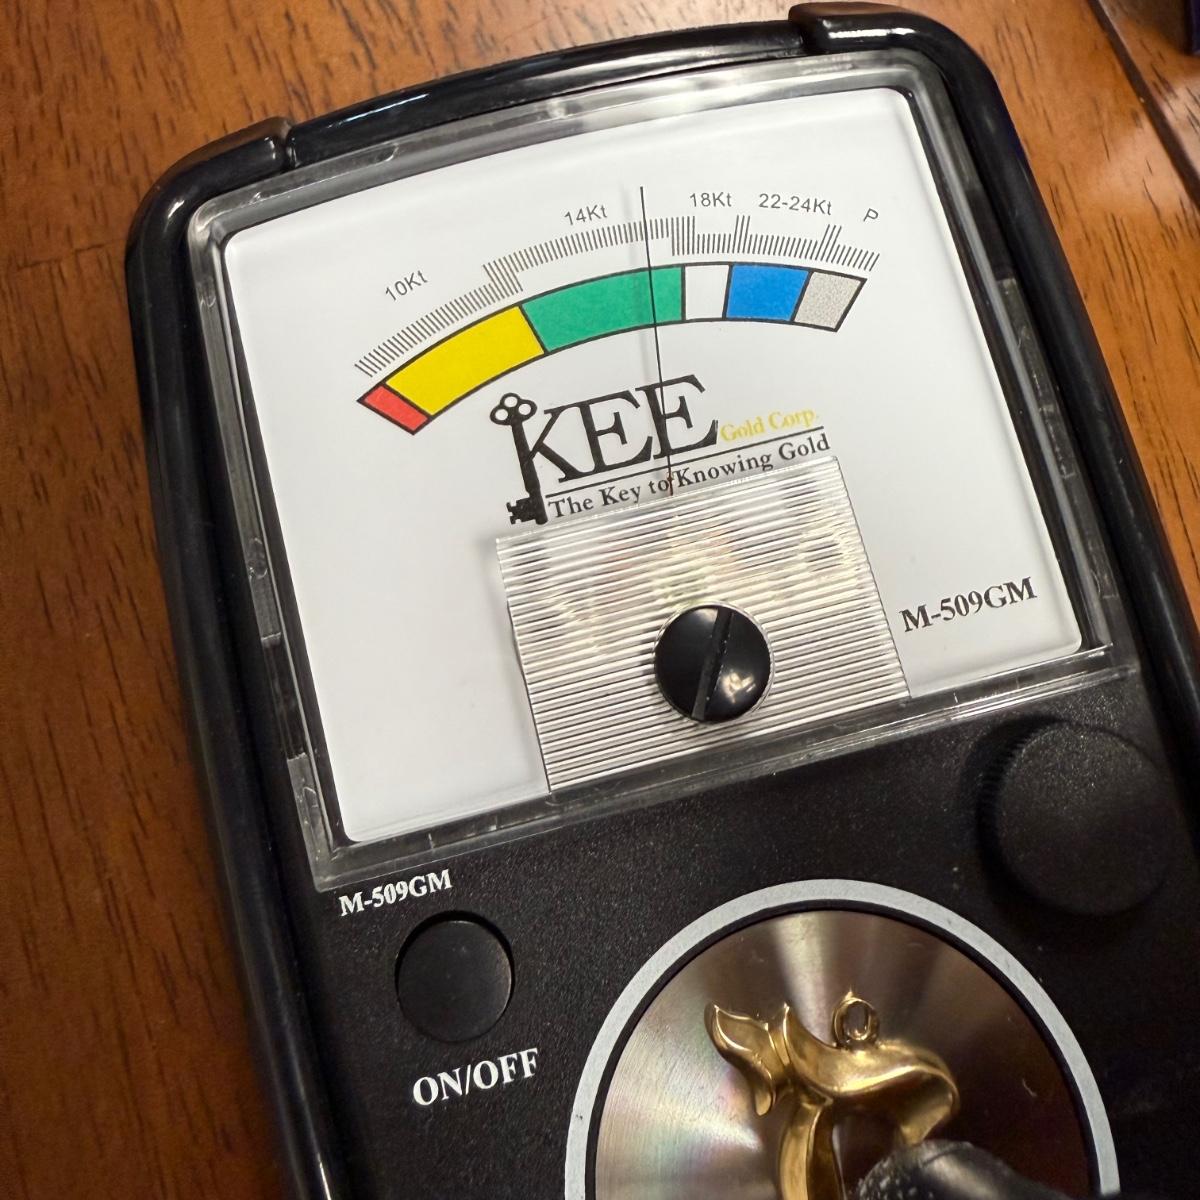 10Kt 14Kt 18Kt 22-24Kt P
KEE
Gold Corp.
The Key to Knowing Gold
M-509GM
M-509GM
ON/OFF